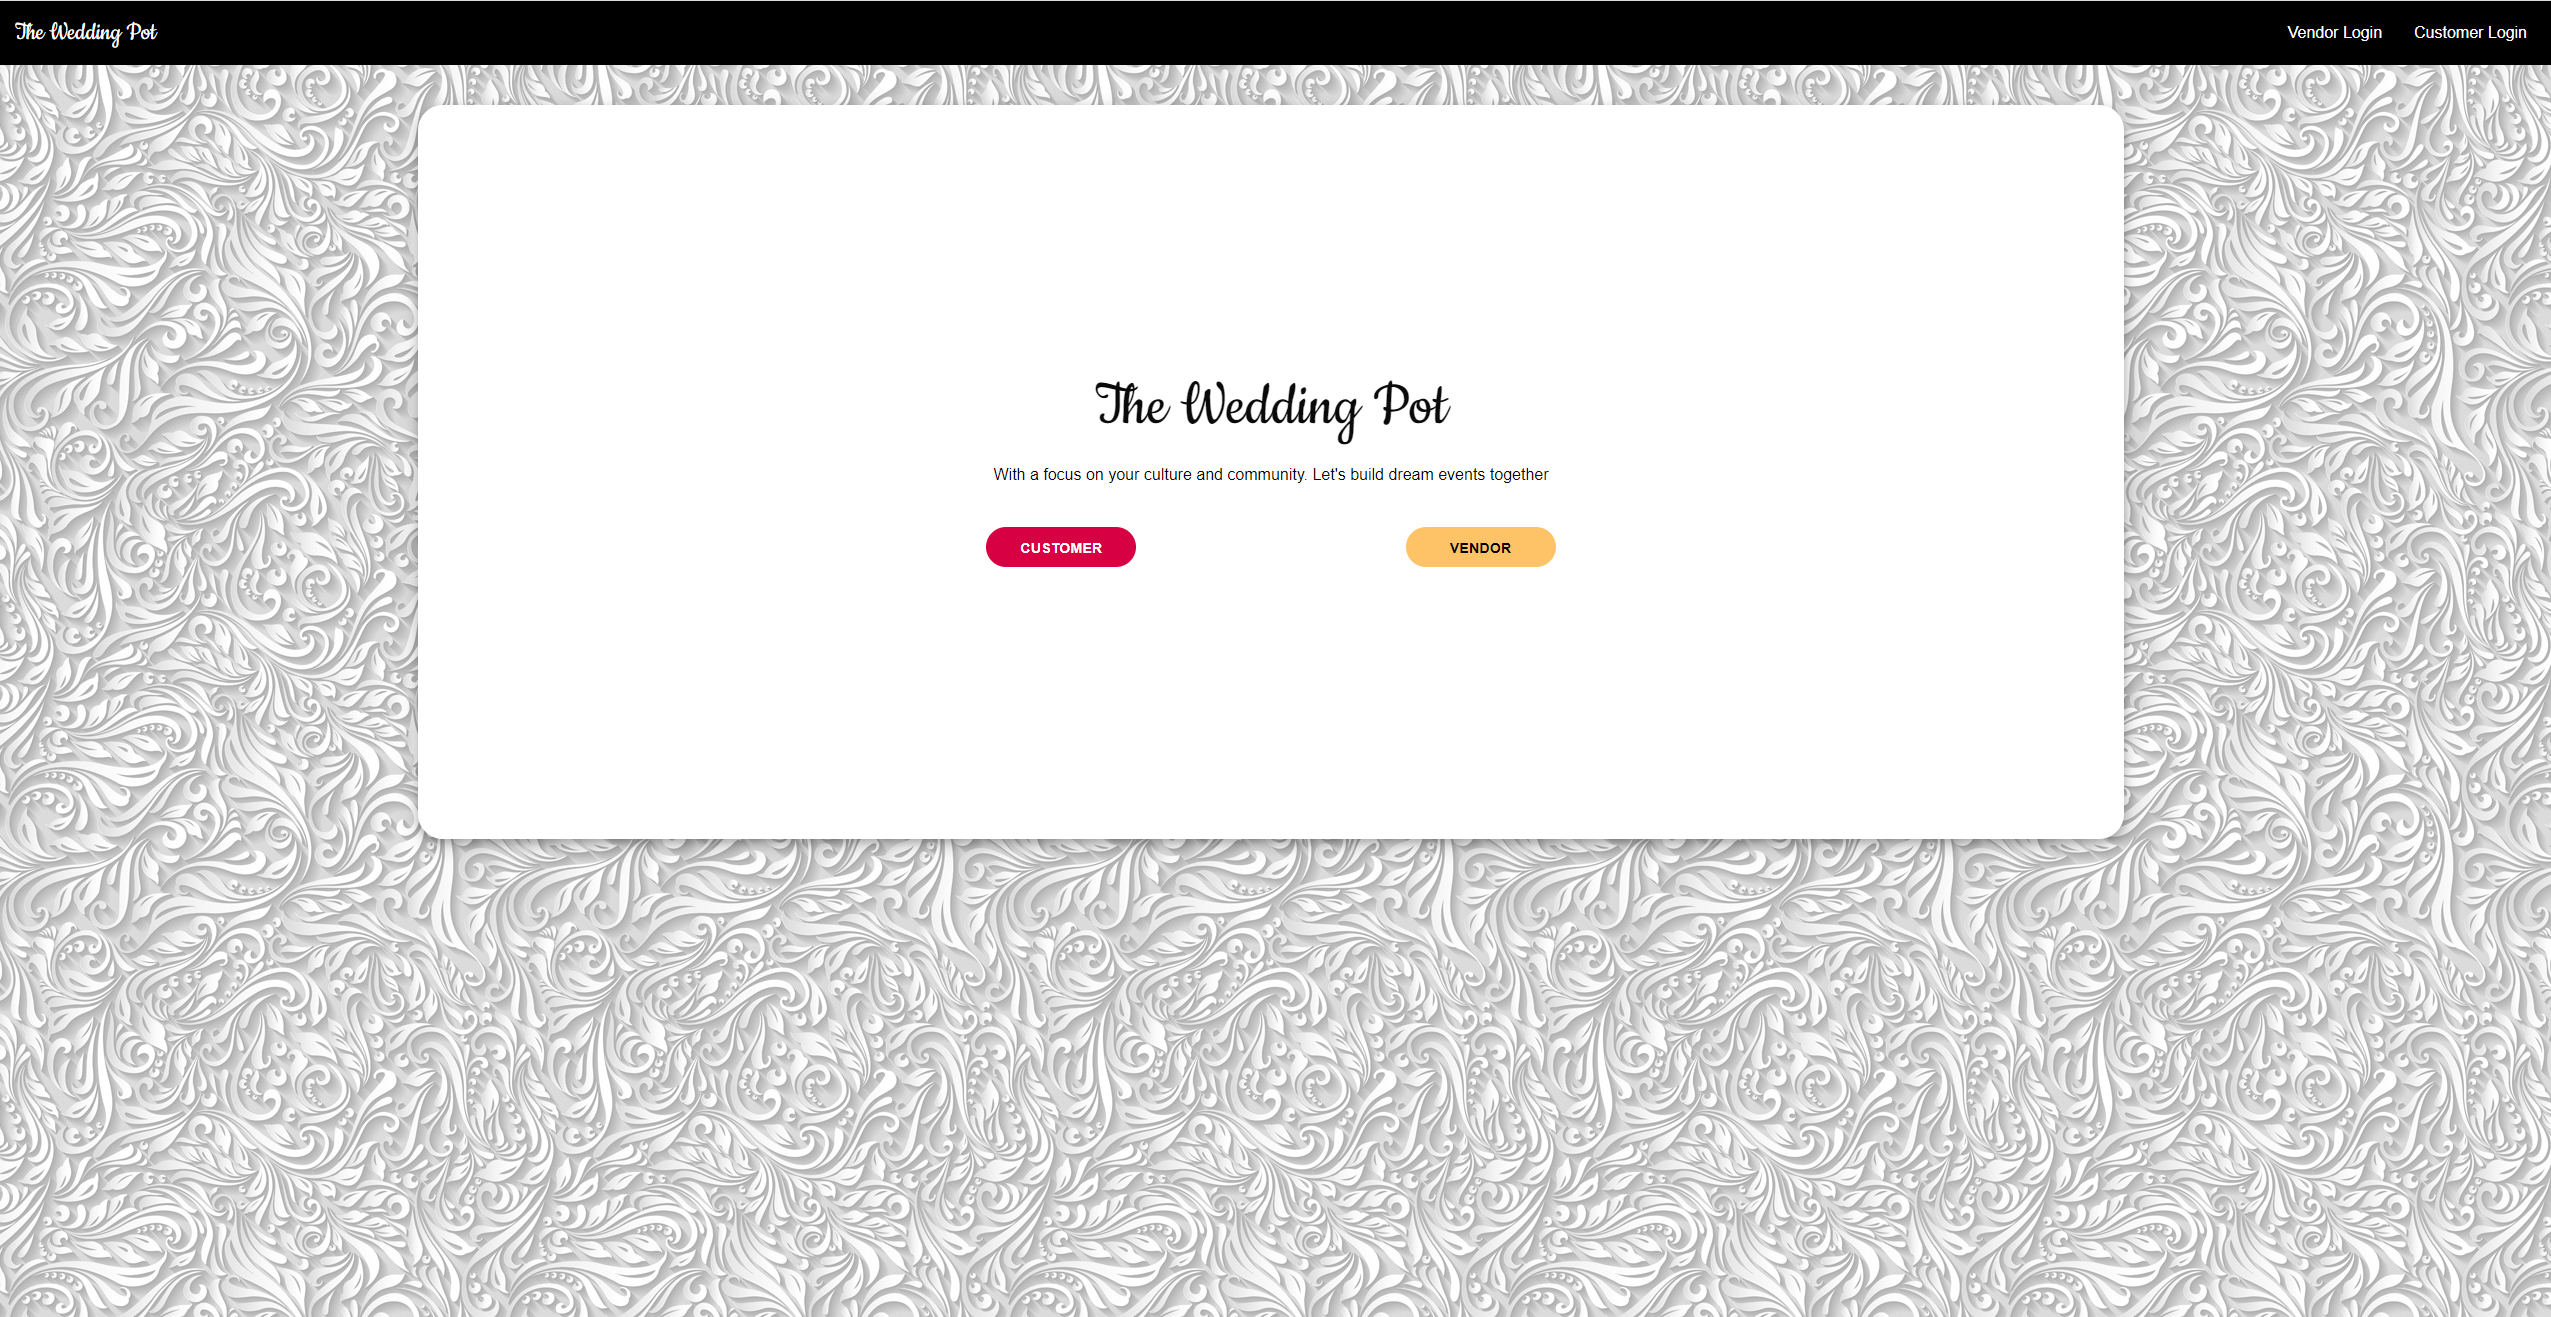 The Wedding Pot
Vendor Login
Customer Login
The Wedding Pot
With a focus on your culture and community. Let's build dream events together
CUSTOMER
VENDOR